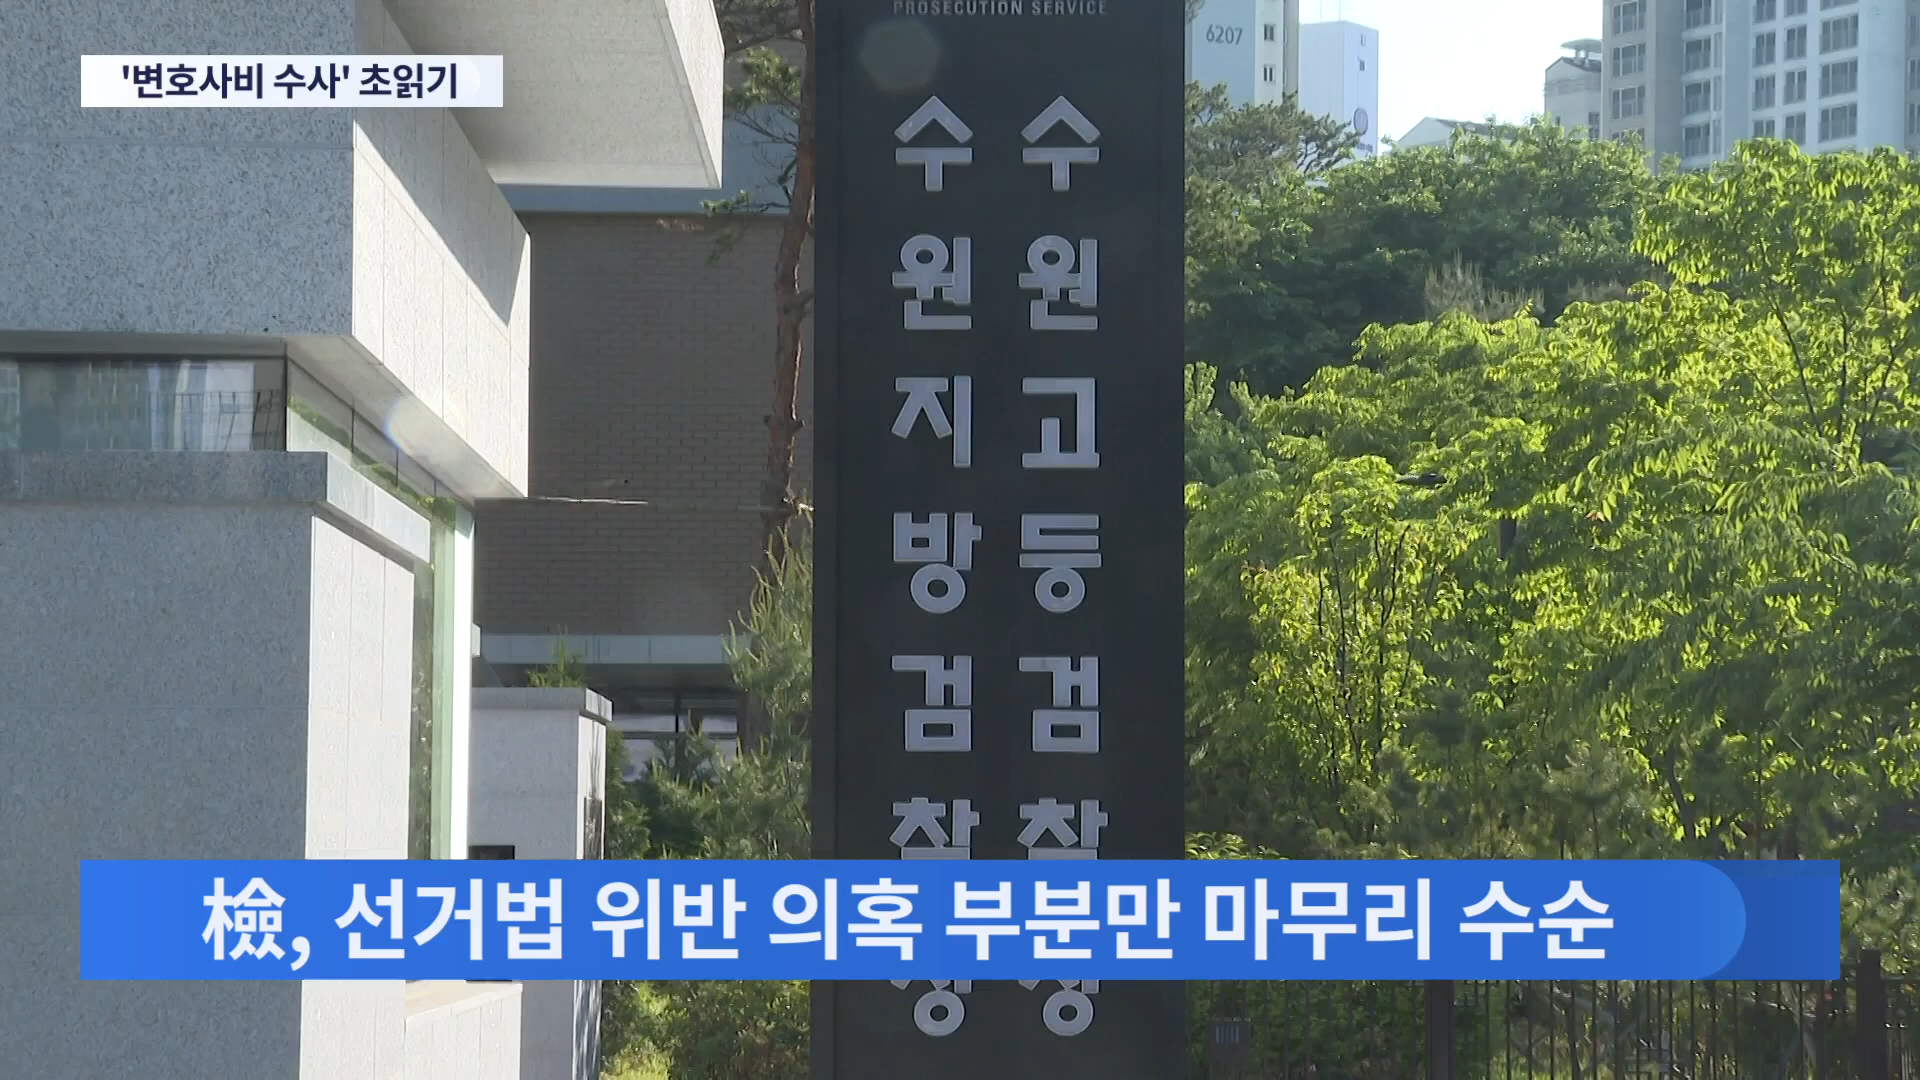 PROSECUTION SERVICE
6207
'변호사비 수사' 초읽기
수원고등검찰청
수원지방검찰청
檢, 선거법 위반 의혹 부분만 마무리 수순